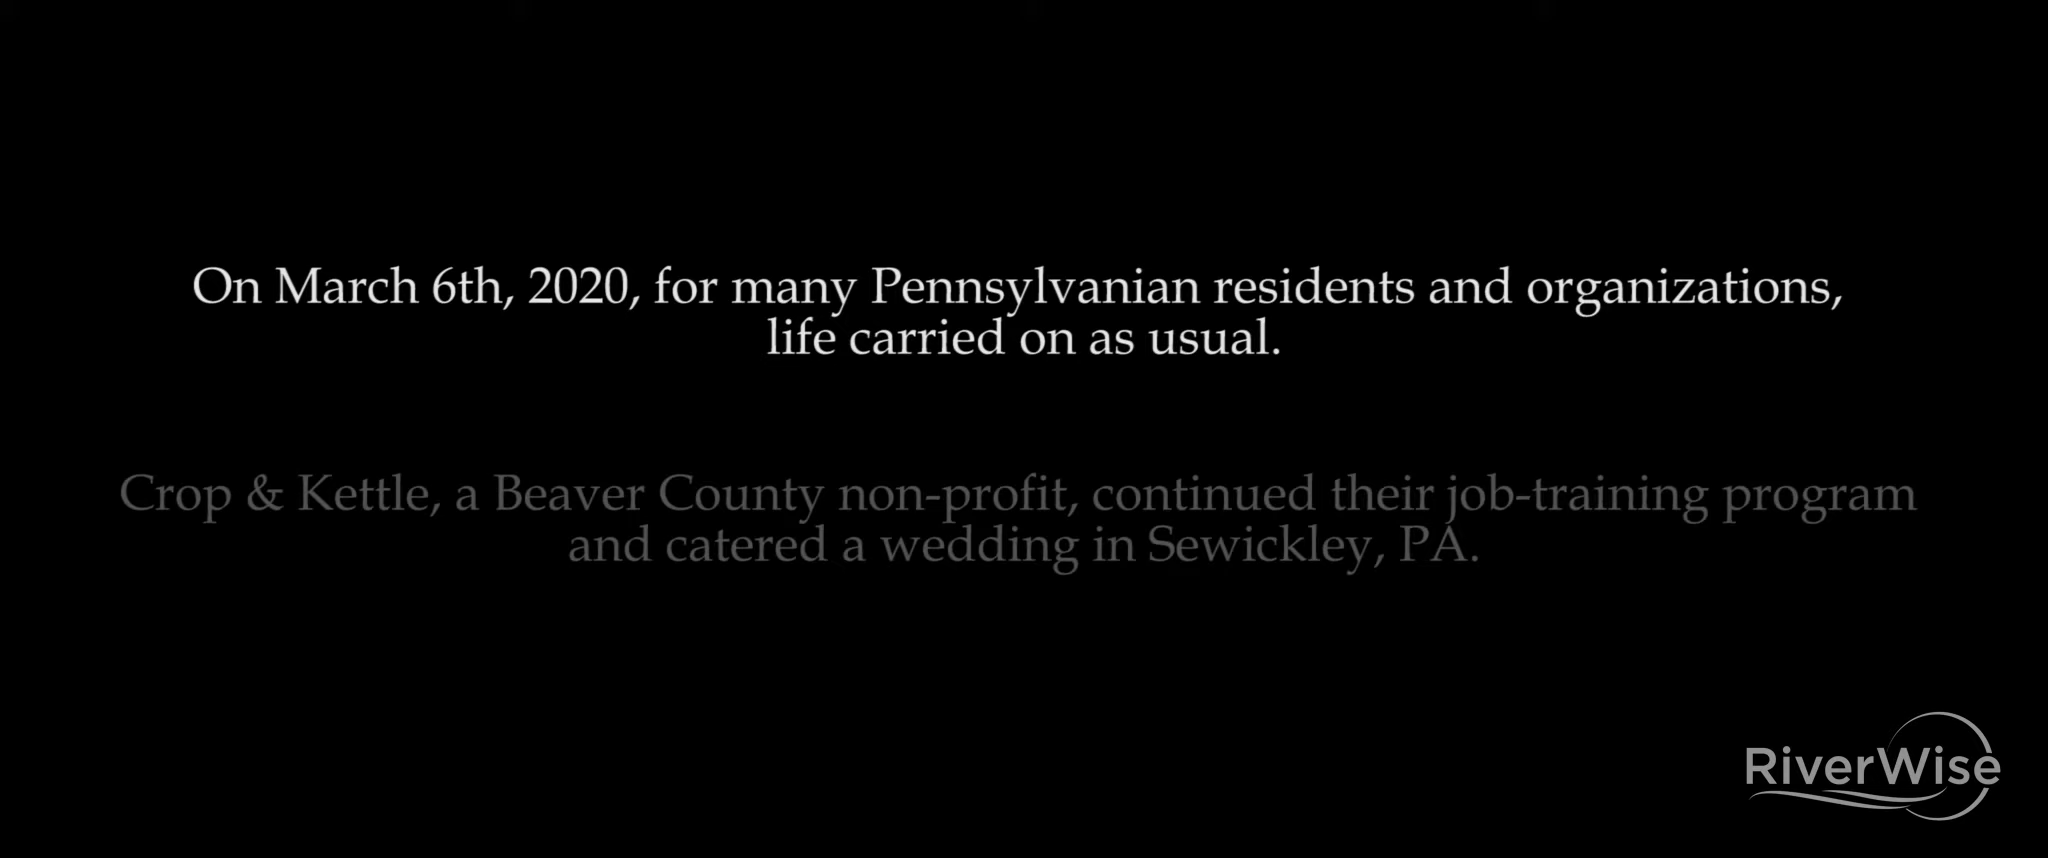 On March 6th, 2020, for many Pennsylvanian residents and organizations,
life carried on as usual.
Crop & Kettle, a Beaver County non-profit, continued their job-training program
and catered a wedding in Sewickley, PA.
RiverWise